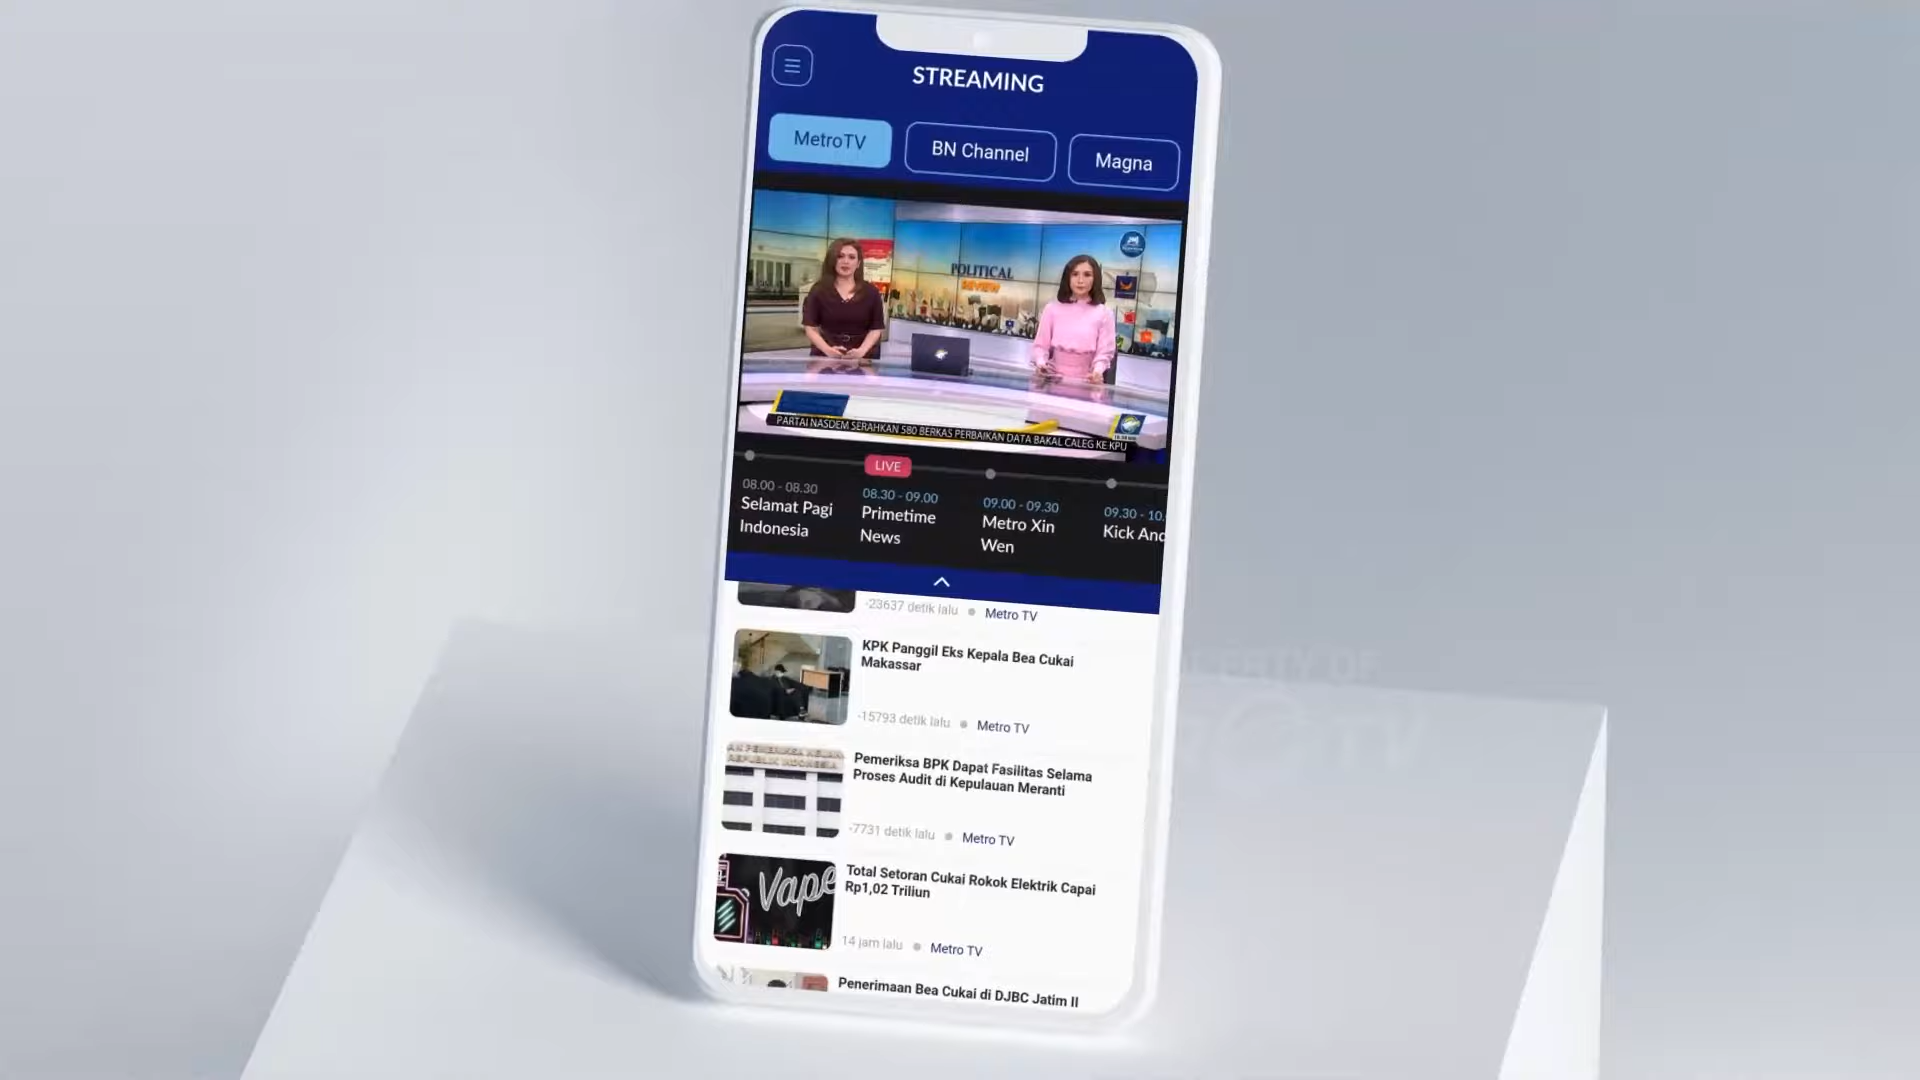 STREAMING
MetroTV
BN Channel
Magna
POLITICAL
REVIEW
PARTAI NASDEM SERAHKAN 580 BERKAS PERBAIKAN DATA BAKAL CALEG KE KPU
LIVE
08.00 - 08.30
Selamat Pagi
Indonesia
08.30 - 09.00
Primetime
News
09.00 - 09.30
Metro Xin
Wen
09.30 - 10.
Kick And
-23637 detik lalu
Metro TV
KPK Panggil Eks Kepala Bea Cukai
Makassar
-15793 detik lalu
Metro TV
REPUBLIK INDONESIA
Pemeriksa BPK Dapat Fasilitas Selama
Proses Audit di Kepulauan Meranti
-7731 detik lalu
Metro TV
Vape
Total Setoran Cukai Rokok Elektrik Capai
Rp1,02 Triliun
14 jam lalu
Metro TV
Penerimaan Bea Cukai di DJBC Jatim II